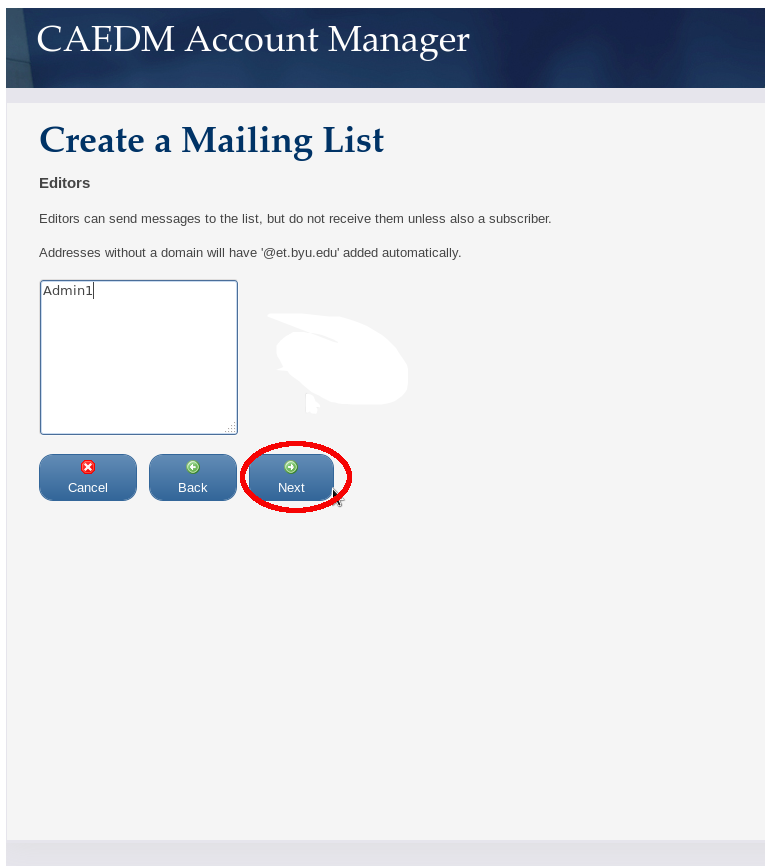 CAEDM Account Manager
Create a Mailing List
Editors
Editors can send messages to the list, but do not receive them unless also a subscriber.
Addresses without a domain will have '@et.byu.edu' added automatically.
Admin1
Cancel Back Next